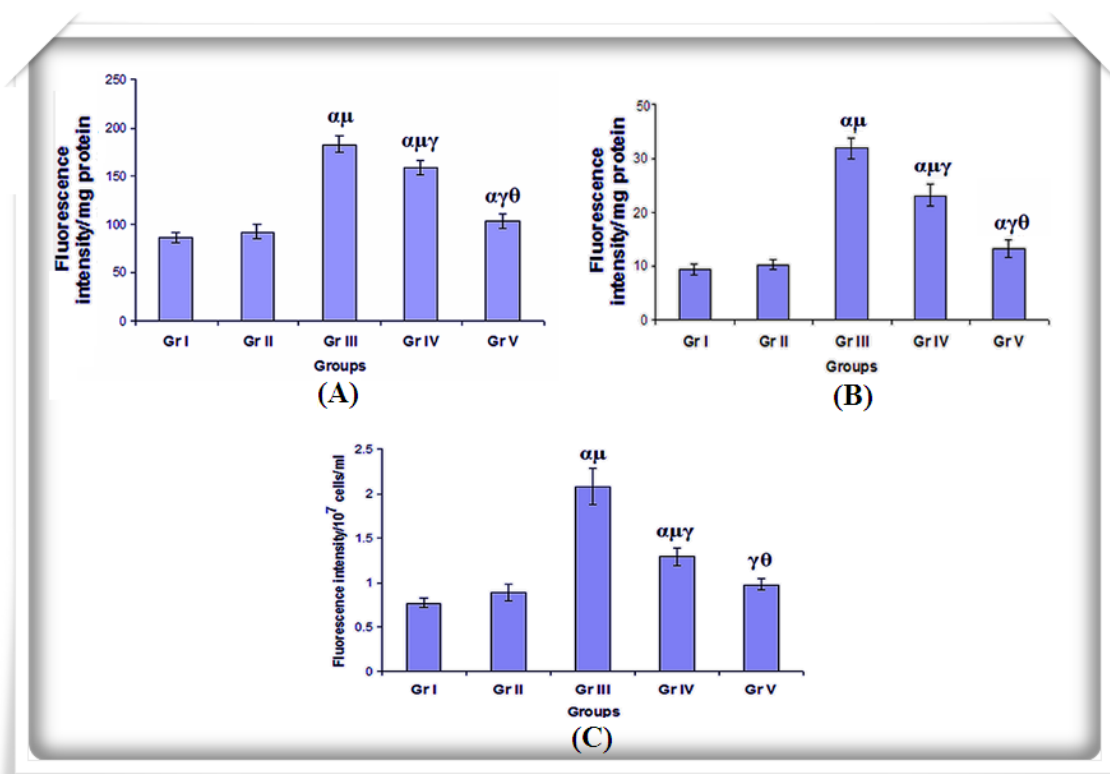 250
200
150
100
50
0
Fluorescence
intensity/mg protein
αμ
αμγ
αγθ
Gr I Gr II Gr III Gr IV Gr V
Groups
(A)
50
30
20
10
0
Fluorescence
intensity/mg protein
αμ
αμγ
αγθ
Gr I Gr II Gr III Gr IV Gr V
Groups
(B)
2.5
2
1.5
1
0.5
0
Fluorescence intensity/10⁷ cells/ml
αμ
αμγ
γθ
Gr I Gr II Gr III Gr IV Gr V
Groups
(C)